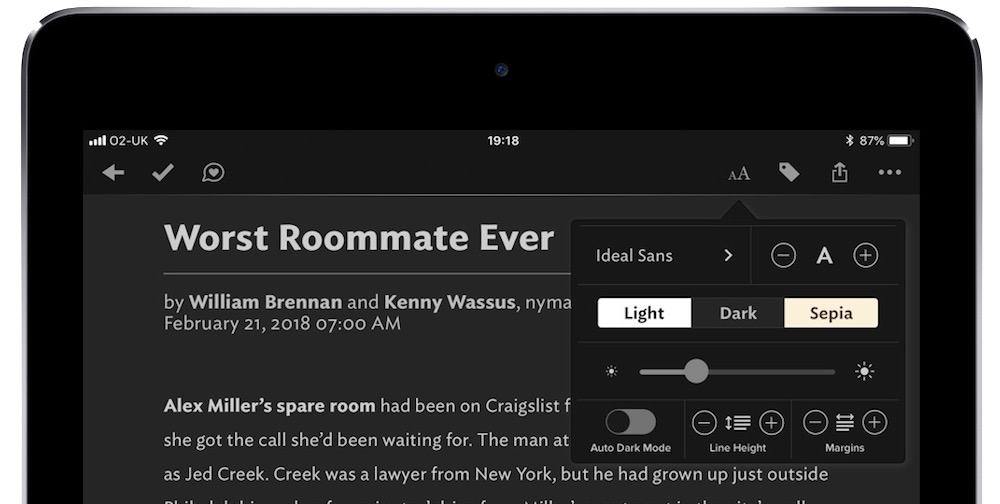 O2-UK 19:18 87%
AA
Worst Roommate Ever
Ideal Sans A
by William Brennan and Kenny Wassus, nyma
February 21, 2018 07:00 AM
Light Dark Sepia
Alex Miller’s spare room had been on Craigslist f
she got the call she’d been waiting for. The man at
Auto Dark Mode Line Height Margins
as Jed Creek. Creek was a lawyer from New York, but he had grown up just outside